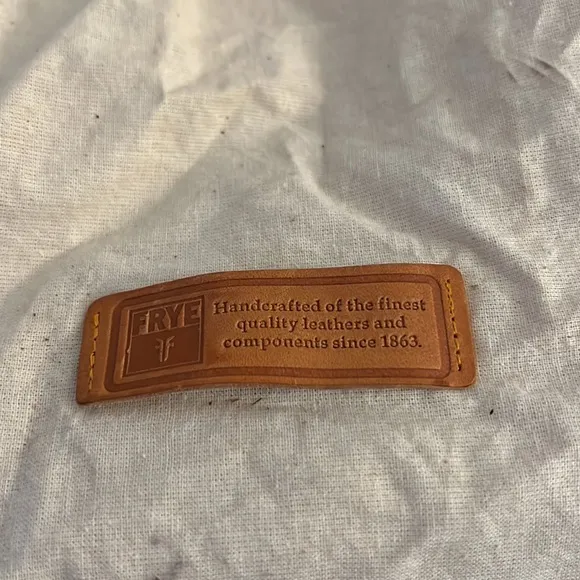 FRYE
Handcrafted of the finest
quality leathers and
components since 1863.